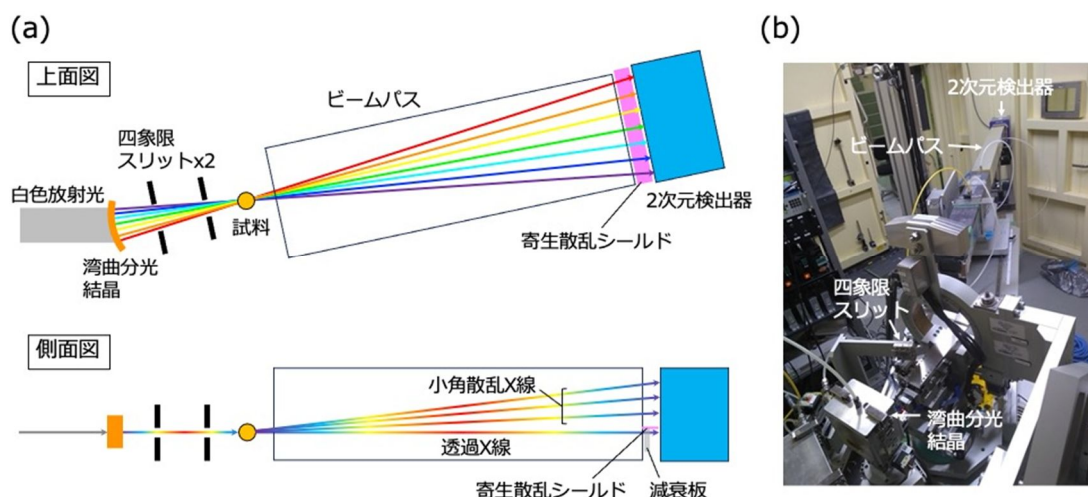 (a)
上面図
ビームパス
四象限
スリットx2
白色放射光
試料
湾曲分光
結晶
2次元検出器
寄生散乱シールド
側面図
小角散乱X線
透過X線
寄生散乱シールド
減衰板
(b)
2次元検出器
ビームパス
四象限
スリット
湾曲分光
結晶